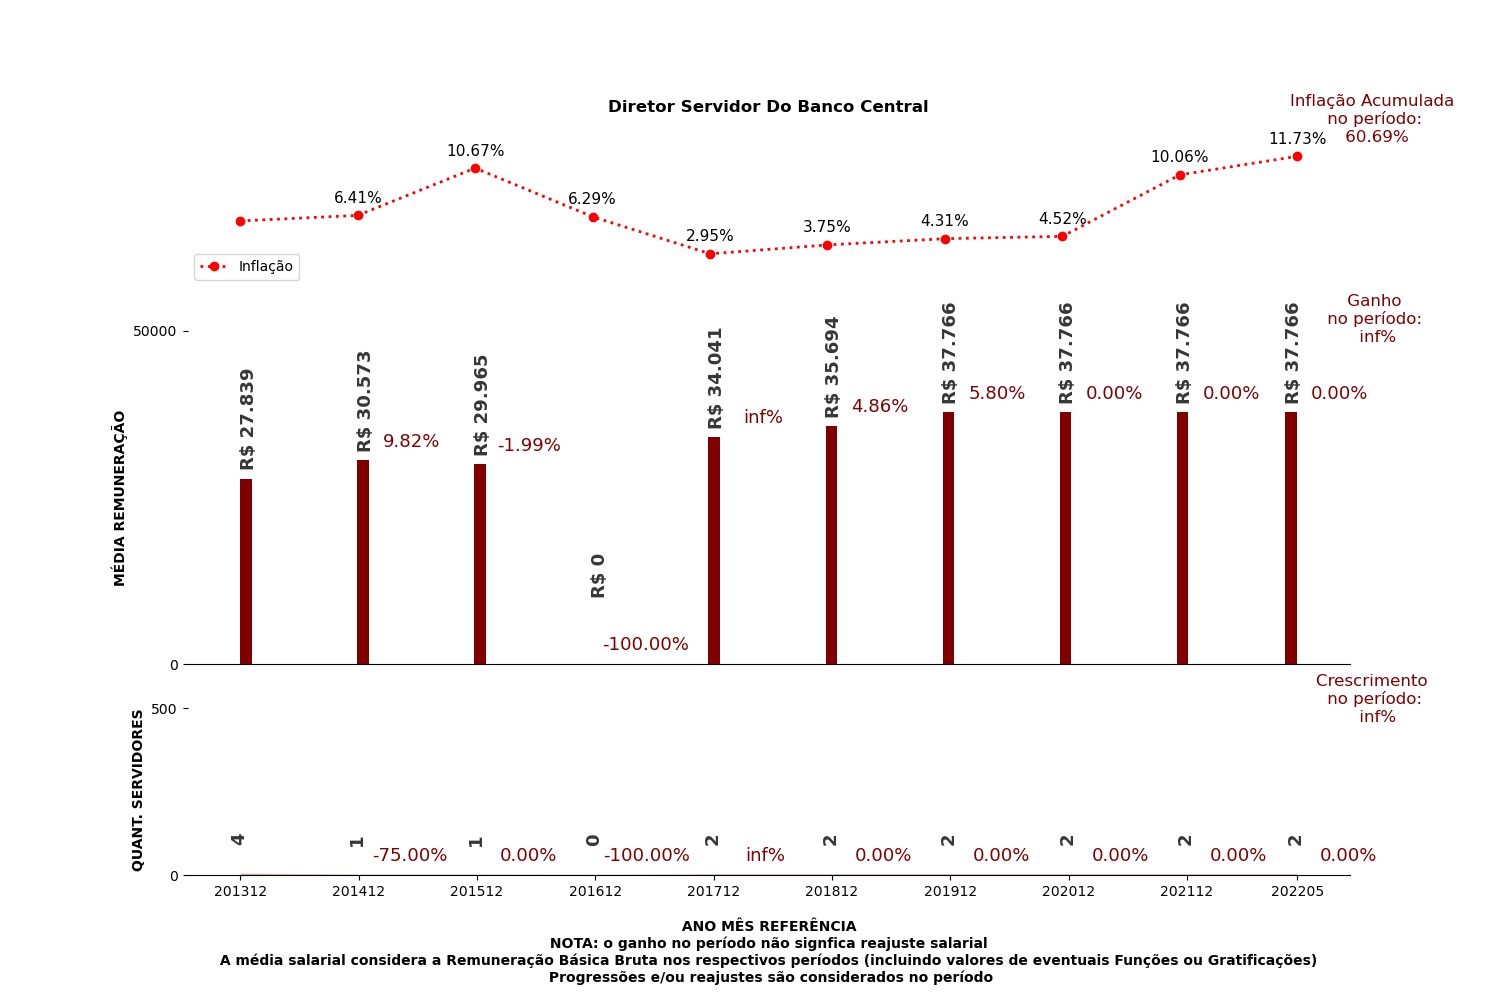 Diretor Servidor Do Banco Central
Inflação Acumulada
no período:
60.69%
6.41%
10.67%
6.29%
2.95%
3.75%
4.31%
4.52%
10.06%
11.73%
Inflação
Ganho
no período:
inf%
MÉDIA REMUNERAÇÃO
50000
0
R$ 27.839
R$ 30.573
R$ 29.965
R$ 0
R$ 34.041
R$ 35.694
R$ 37.766
R$ 37.766
R$ 37.766
R$ 37.766
9.82%
-1.99%
-100.00%
inf%
4.86%
5.80%
0.00%
0.00%
0.00%
Crescrimento
no período:
inf%
QUANT. SERVIDORES
500
0
4
1
1
0
2
2
2
2
2
2
-75.00%
0.00%
-100.00%
inf%
0.00%
0.00%
0.00%
0.00%
0.00%
201312
201412
201512
201612
201712
201812
201912
202012
202112
202205
ANO MÊS REFERÊNCIA
NOTA: o ganho no período não signfica reajuste salarial
A média salarial considera a Remuneração Básica Bruta nos respectivos períodos (incluindo valores de eventuais Funções ou Gratificações)
Progressões e/ou reajustes são considerados no período